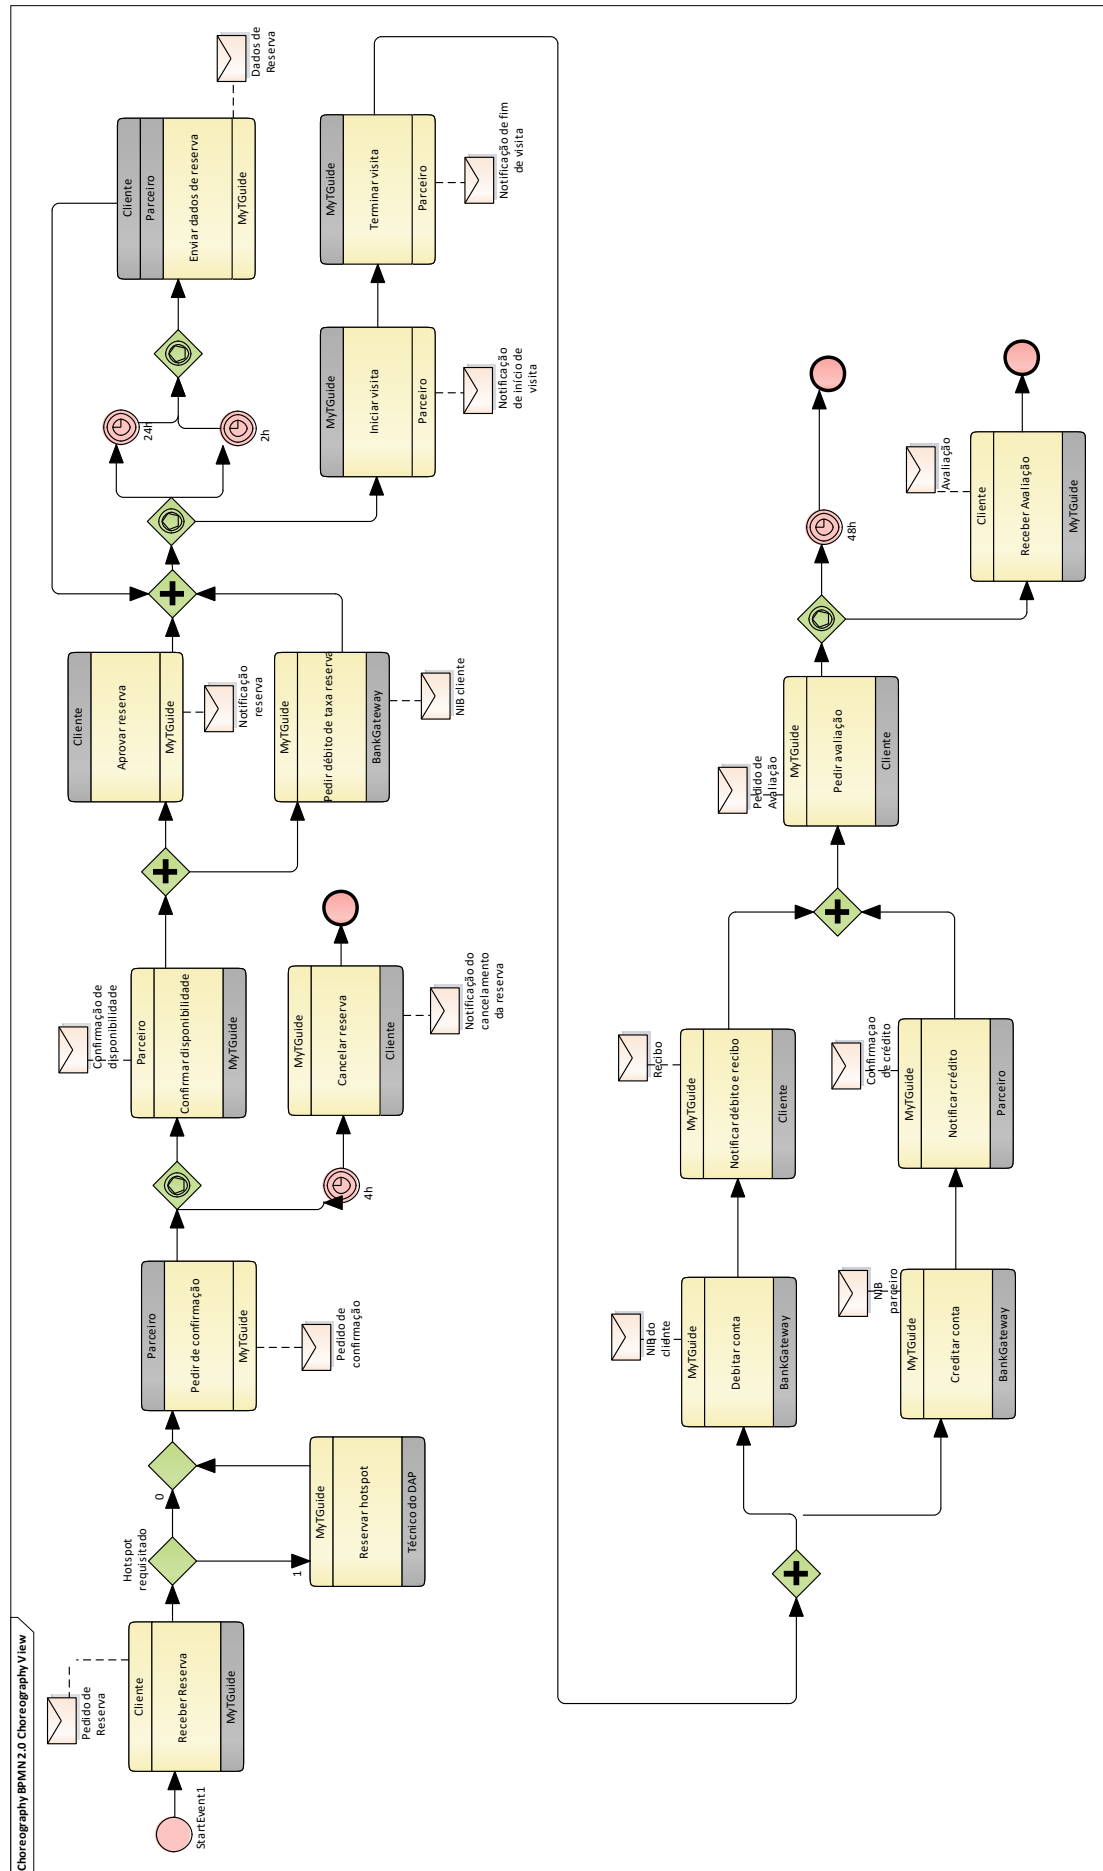 Choreography BPMN 2.0 Choreography View
StartEvent1
Pedido de
Reserva
Cliente
Receber Reserva
MyTGuide
Hotspot
requisitado
0
1
MyTGuide
Reservar hotspot
Técnico do DAP
Parceiro
Pedir de confirmação
MyTGuide
Pedido de
confirmação
4h
Confirmação de
disponibilidade
Parceiro
Confirmar disponibilidade
MyTGuide
MyTGuide
Cancelar reserva
Cliente
Notificação do
cancelamento
da reserva
Cliente
Aprovar reserva
MyTGuide
Notificação
reserva
MyTGuide
Pedir débito de taxa reserva
BankGateway
NIB cliente
24h
2h
Cliente
Parceiro
Enviar dados de reserva
MyTGuide
Dados de
Reserva
MyTGuide
Iniciar visita
Parceiro
Notificação
de início de
visita
MyTGuide
Terminar visita
Parceiro
Notificação de fim
de visita
NIB do
cliente
MyTGuide
Debitar conta
BankGateway
NIB
parceiro
MyTGuide
Creditar conta
BankGateway
Recibo
MyTGuide
Notificar débito e recibo
Cliente
Confirmaçao
de crédito
MyTGuide
Notificar crédito
Parceiro
Pedido de
Avaliação
MyTGuide
Pedir avaliação
Cliente
48h
Avaliação
Cliente
Receber Avaliação
MyTGuide